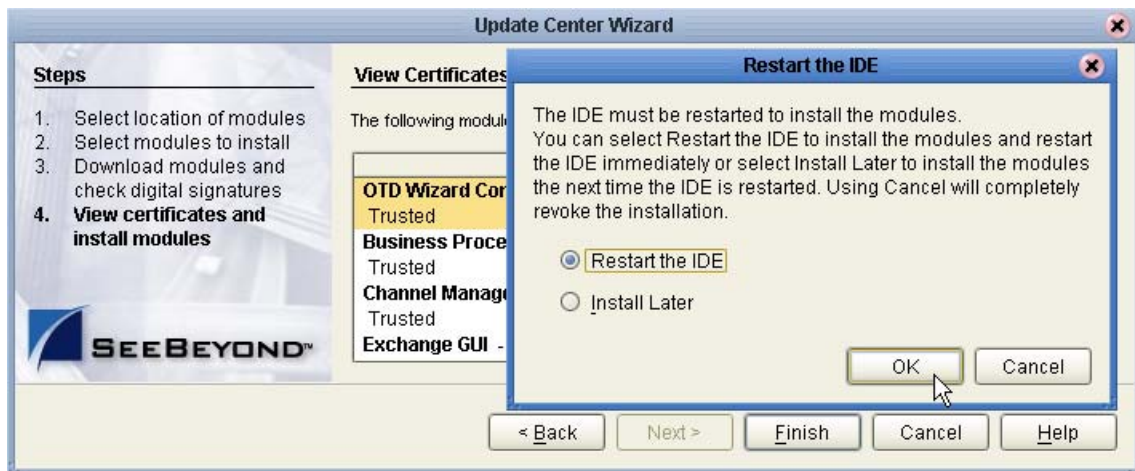 Update Center Wizard
Steps
1. Select location of modules
2. Select modules to install
3. Download modules and
check digital signatures
4. View certificates and
install modules
SEEBEYOND™
View Certificates
The following modul
OTD Wizard Cor
Trusted
Business Proce
Trusted
Channel Manag
Trusted
Exchange GUI -
Restart the IDE
The IDE must be restarted to install the modules.
You can select Restart the IDE to install the modules and restart
the IDE immediately or select Install Later to install the modules
the next time the IDE is restarted. Using Cancel will completely
revoke the installation.
Restart the IDE
Install Later
OK Cancel
< Back Next > Finish Cancel Help